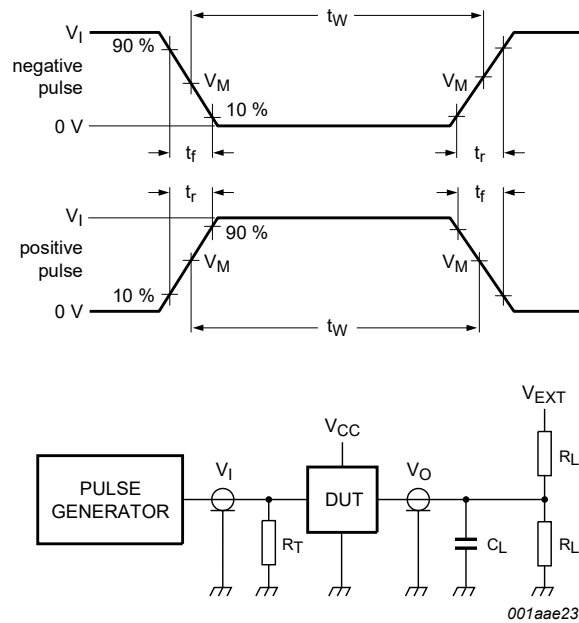 V_I
t_W
90 %
negative
pulse
V_M
V_M
10 %
0 V
t_f
t_r
t_r
t_f
V_I
90 %
positive
pulse
V_M
V_M
10 %
0 V
t_W
V_EXT
V_CC
R_L
PULSE
GENERATOR
V_I
DUT
V_O
R_T
C_L
R_L
001aae23